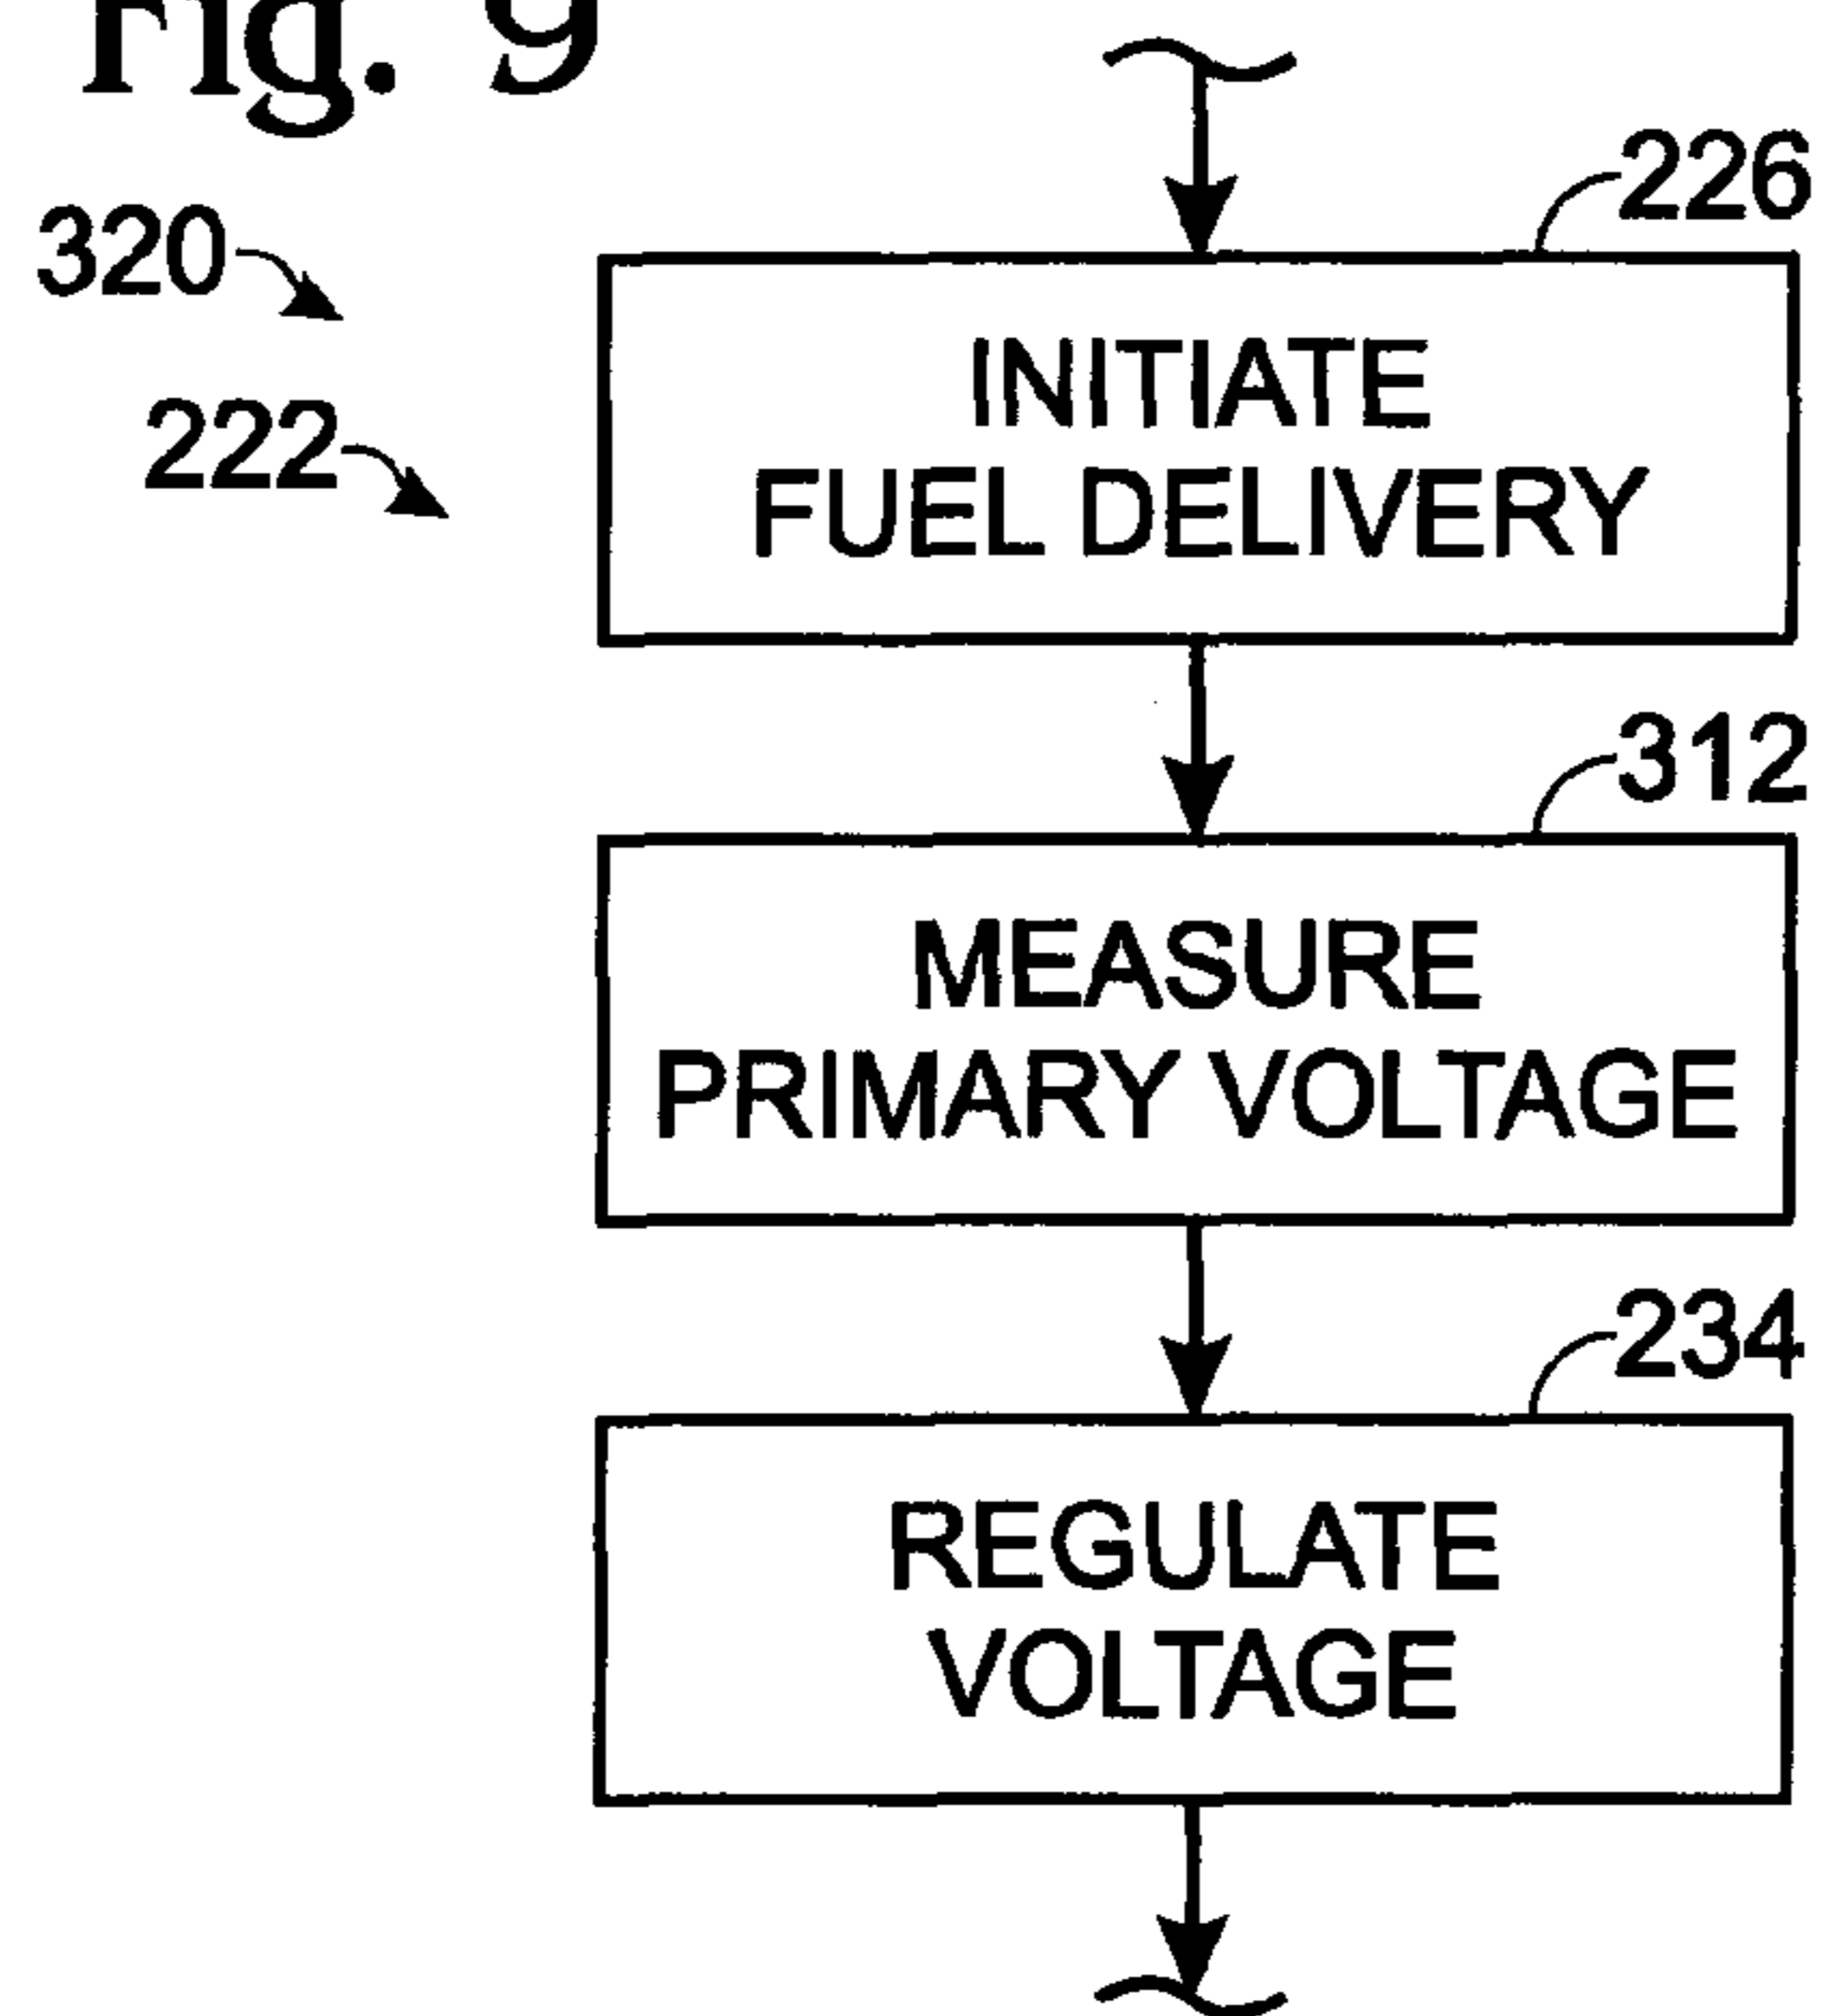 Fig. 9
226
320
INITIATE
222
FUEL DELIVERY
312
MEASURE
PRIMARY VOLTAGE
234
REGULATE
VOLTAGE